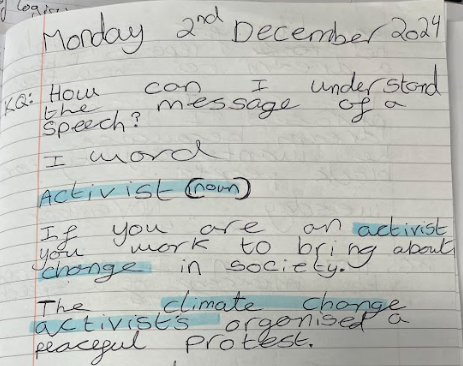 Monday 2nd December 2024
KQ: How can I understand
the message of a
speech?
I word
Activist (noun)
If you are an activist
you work to bring about
change in society.
The climate change
activists organised a
peaceful protest.